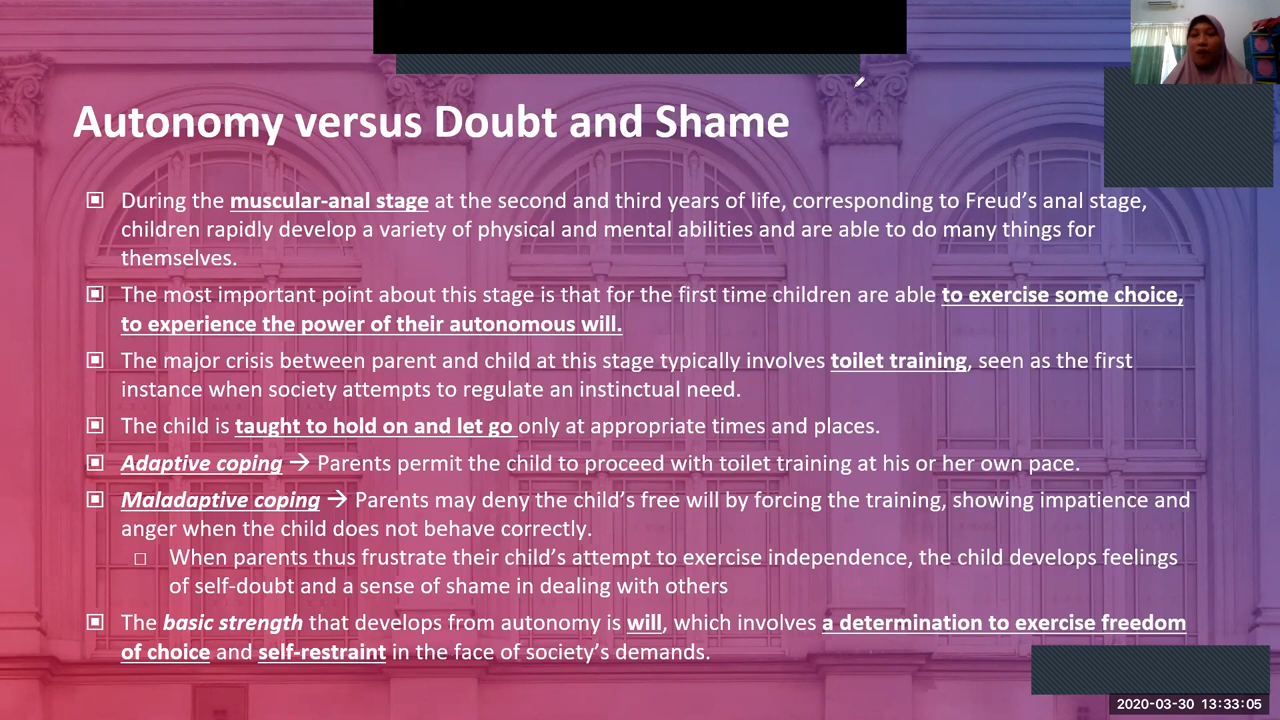 Autonomy versus Doubt and Shame
During the muscular-anal stage at the second and third years of life, corresponding to Freud's anal stage,
children rapidly develop a variety of physical and mental abilities and are able to do many things for
themselves.
The most important point about this stage is that for the first time children are able to exercise some choice,
to experience the power of their autonomous will.
The major crisis between parent and child at this stage typically involves toilet training, seen as the first
instance when society attempts to regulate an instinctual need.
The child is taught to hold on and let go only at appropriate times and places.
Adaptive coping → Parents permit the child to proceed with toilet training at his or her own pace.
Maladaptive coping → Parents may deny the child's free will by forcing the training, showing impatience and
anger when the child does not behave correctly.
When parents thus frustrate their child's attempt to exercise independence, the child develops feelings
of self-doubt and a sense of shame in dealing with others
The basic strength that develops from autonomy is will, which involves a determination to exercise freedom
of choice and self-restraint in the face of society's demands.
2020-03-30 13:33:05